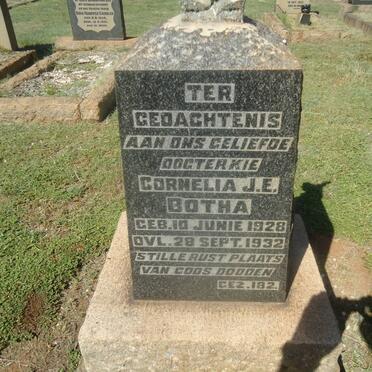 TER
GEDACHTENIS
AAN ONS GELIEFDE
DOGTERKIE
CORNELIA J.E.
BOTHA
GEB. 10 JUNIE 1928
OVL. 28 SEPT. 1932
STILLE RUST PLAATS
VAN GODS DOODEN
GEZ. 182.